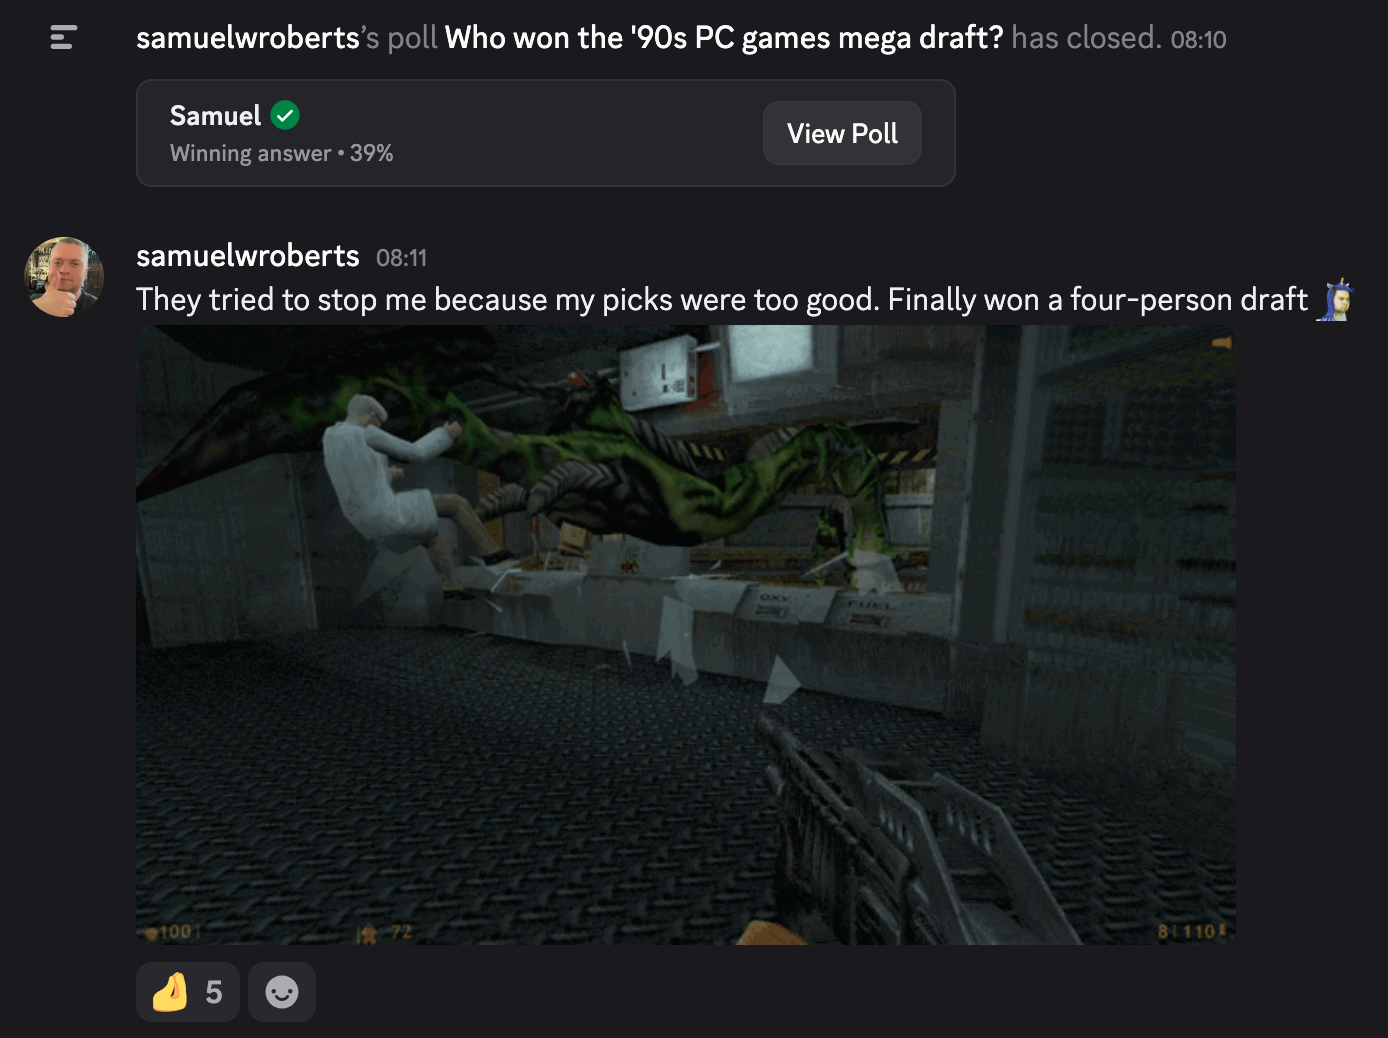 samuelwroberts's poll Who won the '90s PC games mega draft? has closed. 08:10
Samuel
Winning answer • 39%
View Poll
samuelwroberts 08:11
They tried to stop me because my picks were too good. Finally won a four-person draft
OXY
FUEL
100
72
8|110
5